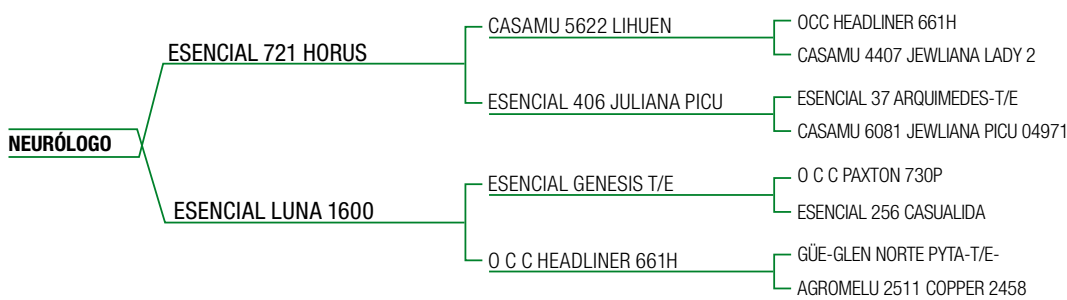 NEURÓLOGO
ESENCIAL 721 HORUS
ESENCIAL LUNA 1600
CASAMU 5622 LIHUEN
ESENCIAL 406 JULIANA PICU
ESENCIAL GENESIS T/E
O C C HEADLINER 661H
OCC HEADLINER 661H
CASAMU 4407 JEWLIANA LADY 2
ESENCIAL 37 ARQUIMEDES-T/E
CASAMU 6081 JEWLIANA PICU 04971
O C C PAXTON 730P
ESENCIAL 256 CASUALIDA
GÜE-GLEN NORTE PYTA-T/E-
AGROMELU 2511 COPPER 2458